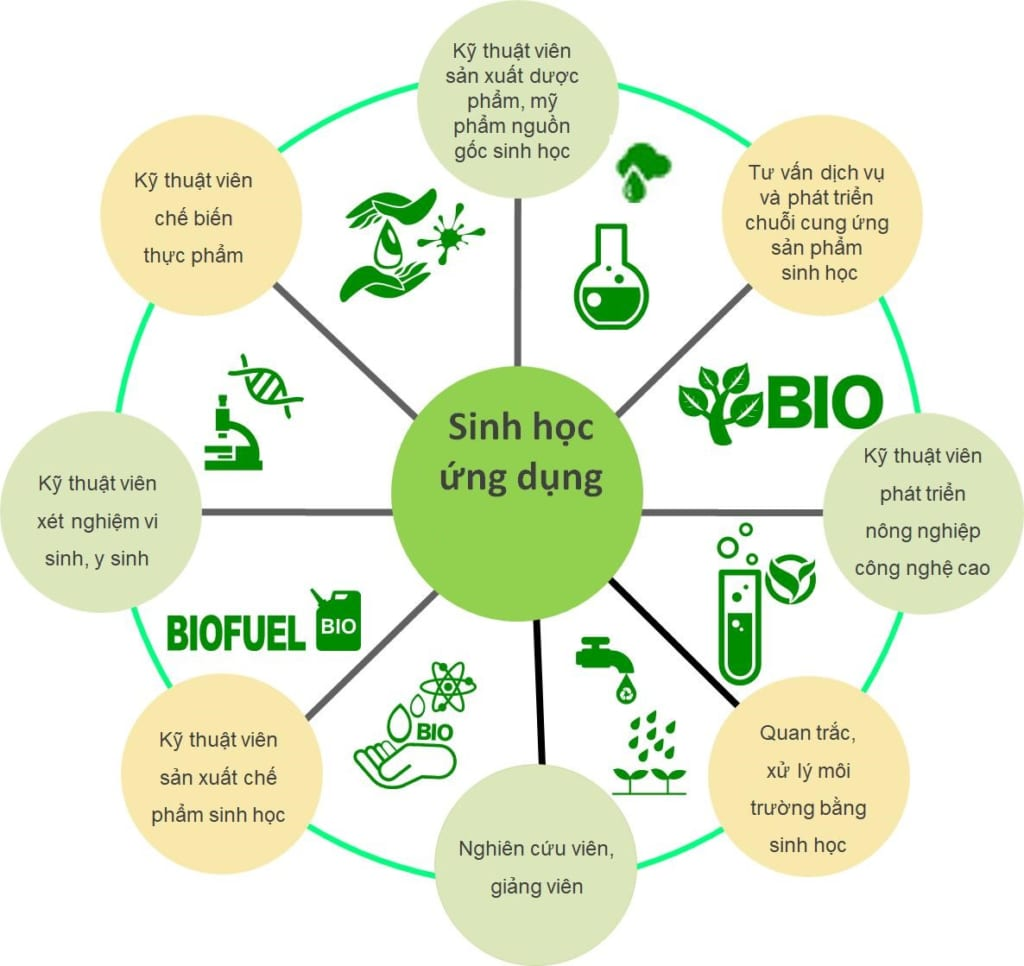 Kỹ thuật viên
sản xuất dược
phẩm, mỹ
phẩm nguồn
gốc sinh học
Tư vấn dịch vụ
và phát triển
chuỗi cung ứng
sản phẩm
sinh học
Kỹ thuật viên
chế biến
thực phẩm
BIO
Sinh học
ứng dụng
Kỹ thuật viên
phát triển
nông nghiệp
công nghệ cao
Kỹ thuật viên
xét nghiệm vi
sinh, y sinh
BIOFUEL
BIO
Kỹ thuật viên
sản xuất chế
phẩm sinh học
BIO
Quan trắc,
xử lý môi
trường bằng
sinh học
Nghiên cứu viên,
giảng viên